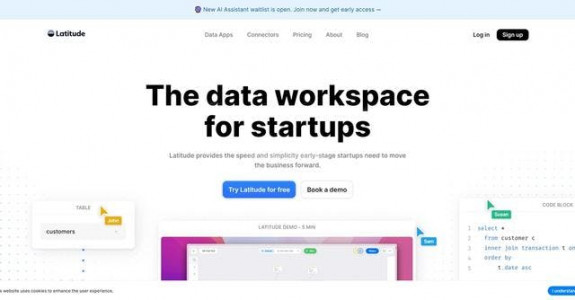 New AI Assistant waitlist is open. Join now and get early access →
Latitude
Data Apps
Connectors
Pricing
About
Blog
Log in
Sign up
The data workspace
for startups
Latitude provides the speed and simplicity early-stage startups need to move
the business forward.
Try Latitude for free
Book a demo
TABLE
John
customers
LATITUDE DEMO - 5 MIN
Sam
CODE BLOCK
1 select *
2 from customer c
3 inner join transaction t
4 order by
5 t.date asc
website uses cookies to enhance the user experience.
I understand